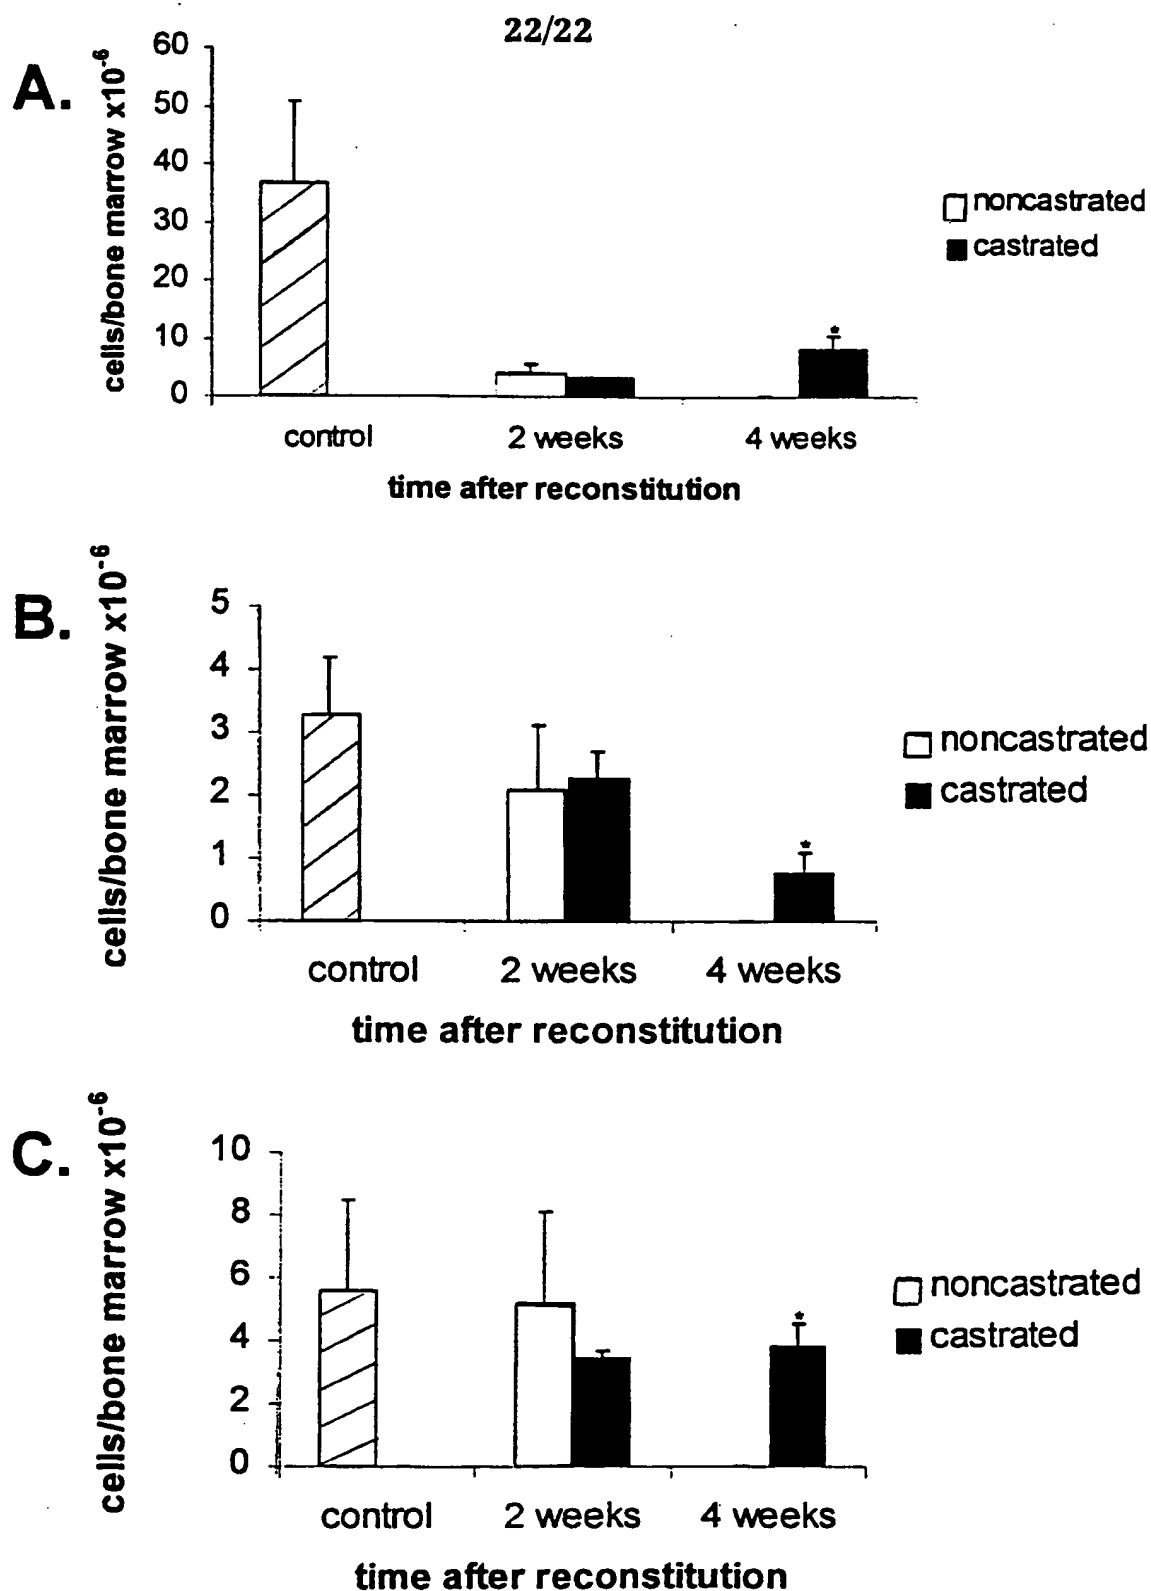 22/22
A.
cells/bone marrow x10-6
60
50
40
30
20
10
0
noncastrated
castrated
*
control 2 weeks 4 weeks
time after reconstitution
B.
cells/bone marrow x10-6
5
4
3
2
1
0
noncastrated
castrated
*
control 2 weeks 4 weeks
time after reconstitution
C.
cells/bone marrow x10-6
10
8
6
4
2
0
noncastrated
castrated
*
control 2 weeks 4 weeks
time after reconstitution